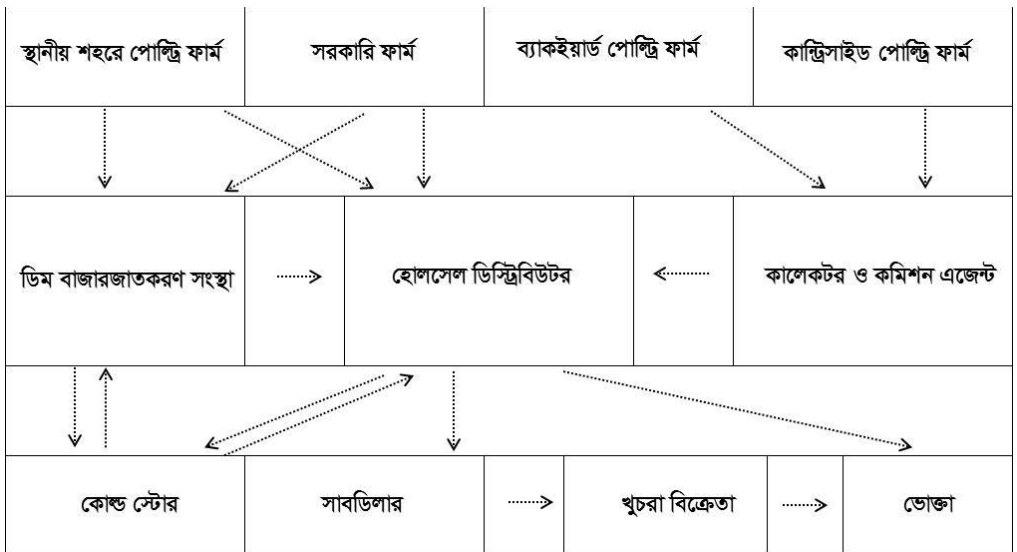 স্থানীয় শহরে পোল্ট্রি ফার্ম
সরকারি ফার্ম
ব্যাকইয়ার্ড পোল্ট্রি ফার্ম
কান্ট্রিসাইড পোল্ট্রি ফার্ম
ডিম বাজারজাতকরণ সংস্থা
হোলসেল ডিস্ট্রিবিউটর
কালেকটর ও কমিশন এজেন্ট
কোল্ড স্টোর
সাবডিলার
খুচরা বিক্রেতা
ভোক্তা